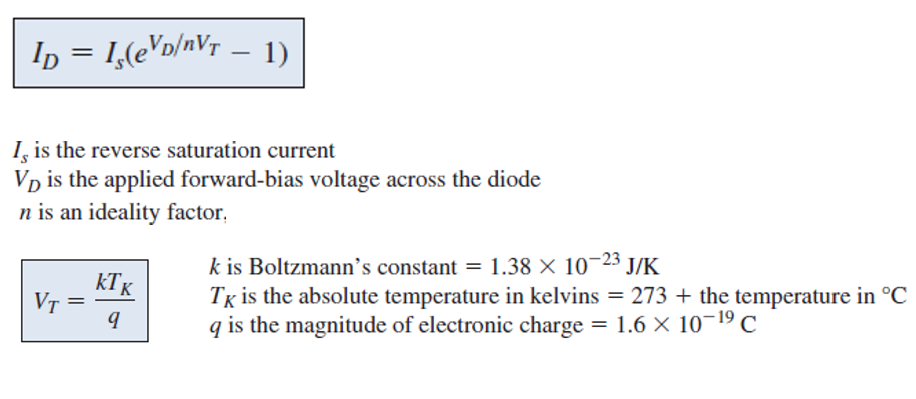 I_D = I_s(e^{V_D/nV_T} − 1)
I_s is the reverse saturation current
V_D is the applied forward-bias voltage across the diode
n is an ideality factor,
V_T = kT_K / q
k is Boltzmann’s constant = 1.38 × 10^{−23} J/K
T_K is the absolute temperature in kelvins = 273 + the temperature in °C
q is the magnitude of electronic charge = 1.6 × 10^{−19} C